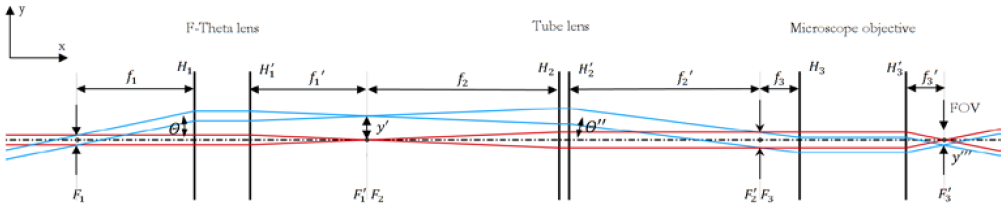 y
x
F-Theta lens
Tube lens
Microscope objective
f₁ H₁ H₁′ f₁′ f₂ H₂ H₂′ f₂′ f₃ H₃ H₃′ f₃′
FOV
Θ y′ Θ″ y‴
F₁ F₁′ F₂ F₂′ F₃ F₃′